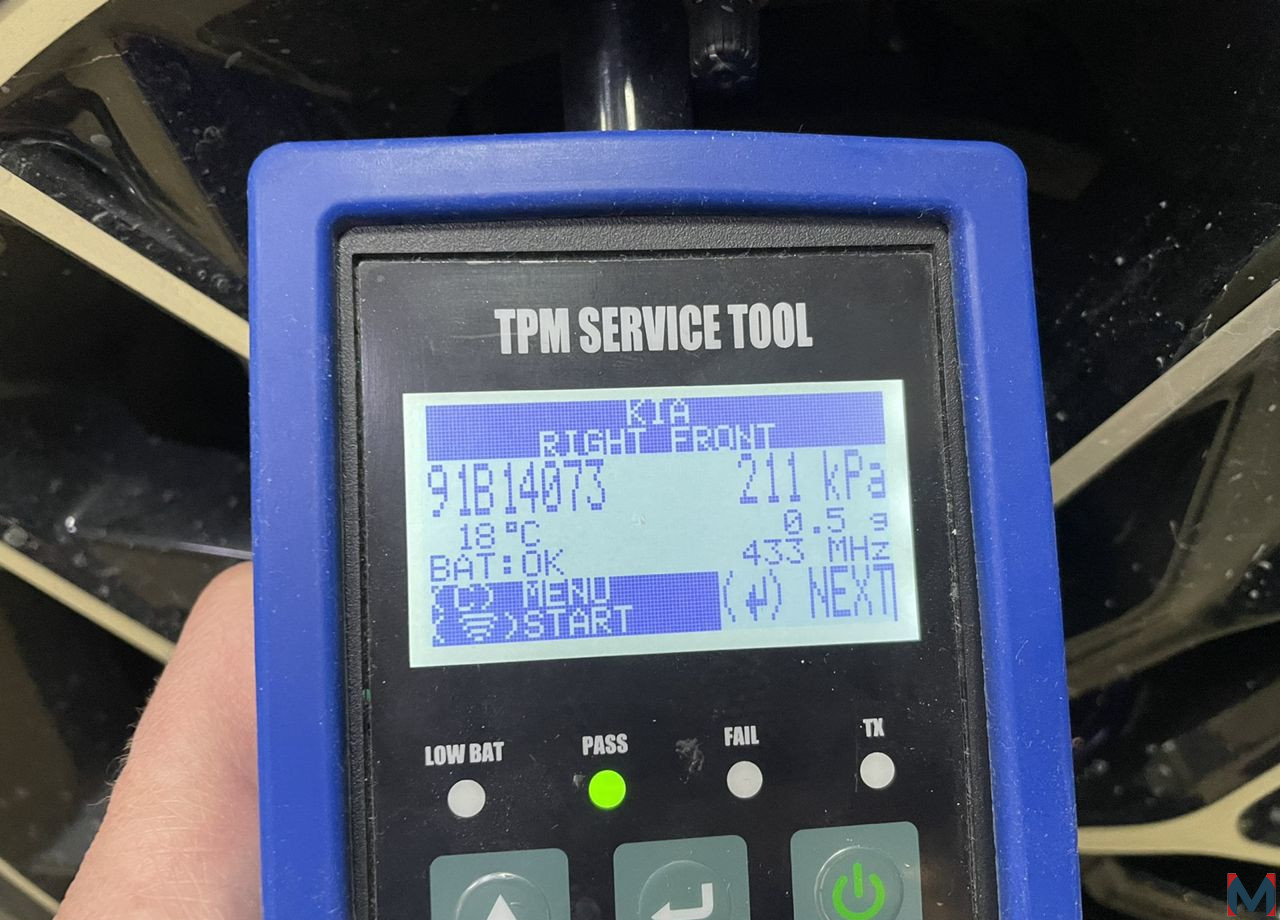 TPM SERVICE TOOL
KIA
RIGHT FRONT
91B14073 211 kPa
18°C 0.5 g
BAT:OK 433 MHz
MENU
START
NEXT
LOW BAT PASS FAIL TX
M